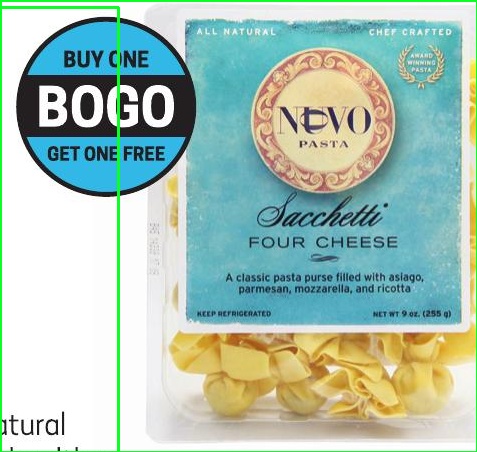 BUY ONE
BOGO
GET ONE FREE
ALL NATURAL
CHEF CRAFTED
AWARD
WINNING
PASTA
NUOVO
PASTA
Sacchetti
FOUR CHEESE
A classic pasta purse filled with asiago,
parmesan, mozzarella, and ricotta
KEEP REFRIGERATED
NET WT 9 oz. (255 g)
atural